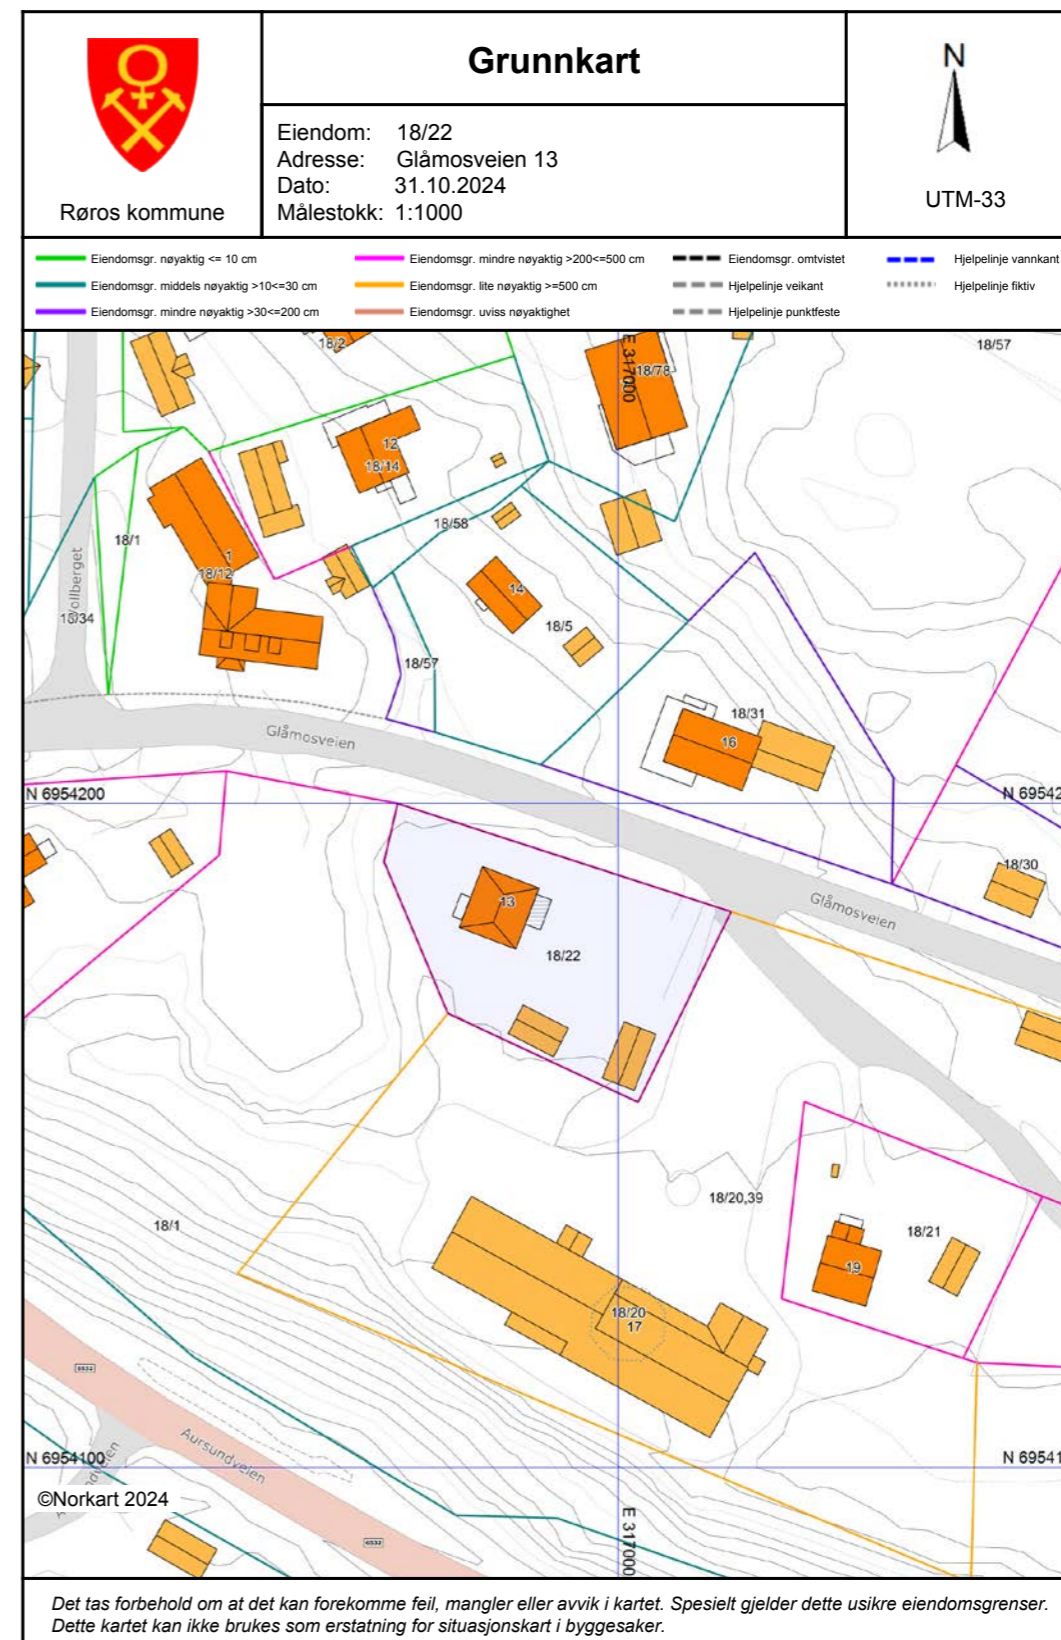 Grunnkart
Eiendom: 18/22
Adresse: Glåmosveien 13
Dato: 31.10.2024
Målestokk: 1:1000
Røros kommune
N
UTM-33
Eiendomsgr. nøyaktig <= 10 cm
Eiendomsgr. middels nøyaktig >10<=30 cm
Eiendomsgr. mindre nøyaktig >30<=200 cm
Eiendomsgr. mindre nøyaktig >200<=500 cm
Eiendomsgr. lite nøyaktig >=500 cm
Eiendomsgr. uviss nøyaktighet
Eiendomsgr. omtvistet
Hjelpelinje veikant
Hjelpelinje punktfeste
Hjelpelinje vannkant
Hjelpelinje fiktiv
18/2
E 317000
18/78
18/57
12
18/14
18/58
18/1
1
18/12
14
18/5
Vollberget
18/34
18/57
18/31
16
Glåmosveien
N 6954200
N 69542
18/30
13
Glåmosveien
18/22
18/20,39
18/1
18/21
19
18/20
17
6532
Aursundveien
N 6954100
N 69541
©Norkart 2024
E 317000
6532
Det tas forbehold om at det kan forekomme feil, mangler eller avvik i kartet. Spesielt gjelder dette usikre eiendomsgrenser.
Dette kartet kan ikke brukes som erstatning for situasjonskart i byggesaker.